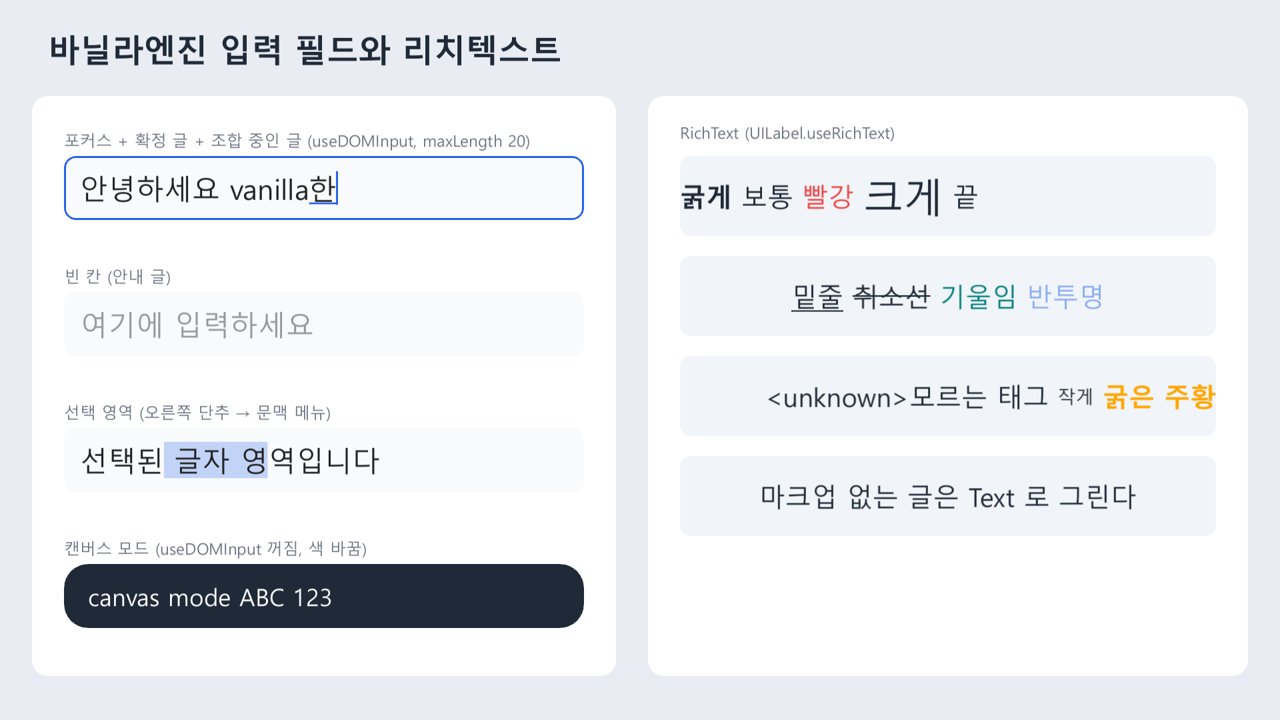 바닐라엔진 입력 필드와 리치텍스트
포커스 + 확정 글 + 조합 중인 글 (useDOMInput, maxLength 20)
안녕하세요 vanilla한
빈 칸 (안내 글)
여기에 입력하세요
선택 영역 (오른쪽 단추 → 문맥 메뉴)
선택된 글자 영역입니다
캔버스 모드 (useDOMInput 꺼짐, 색 바꿈)
canvas mode ABC 123
RichText (UILabel.useRichText)
굵게 보통 빨강 크게 끝
밑줄 취소선 기울임 반투명
<unknown>모르는 태그 작게 굵은 주황
마크업 없는 글은 Text 로 그린다